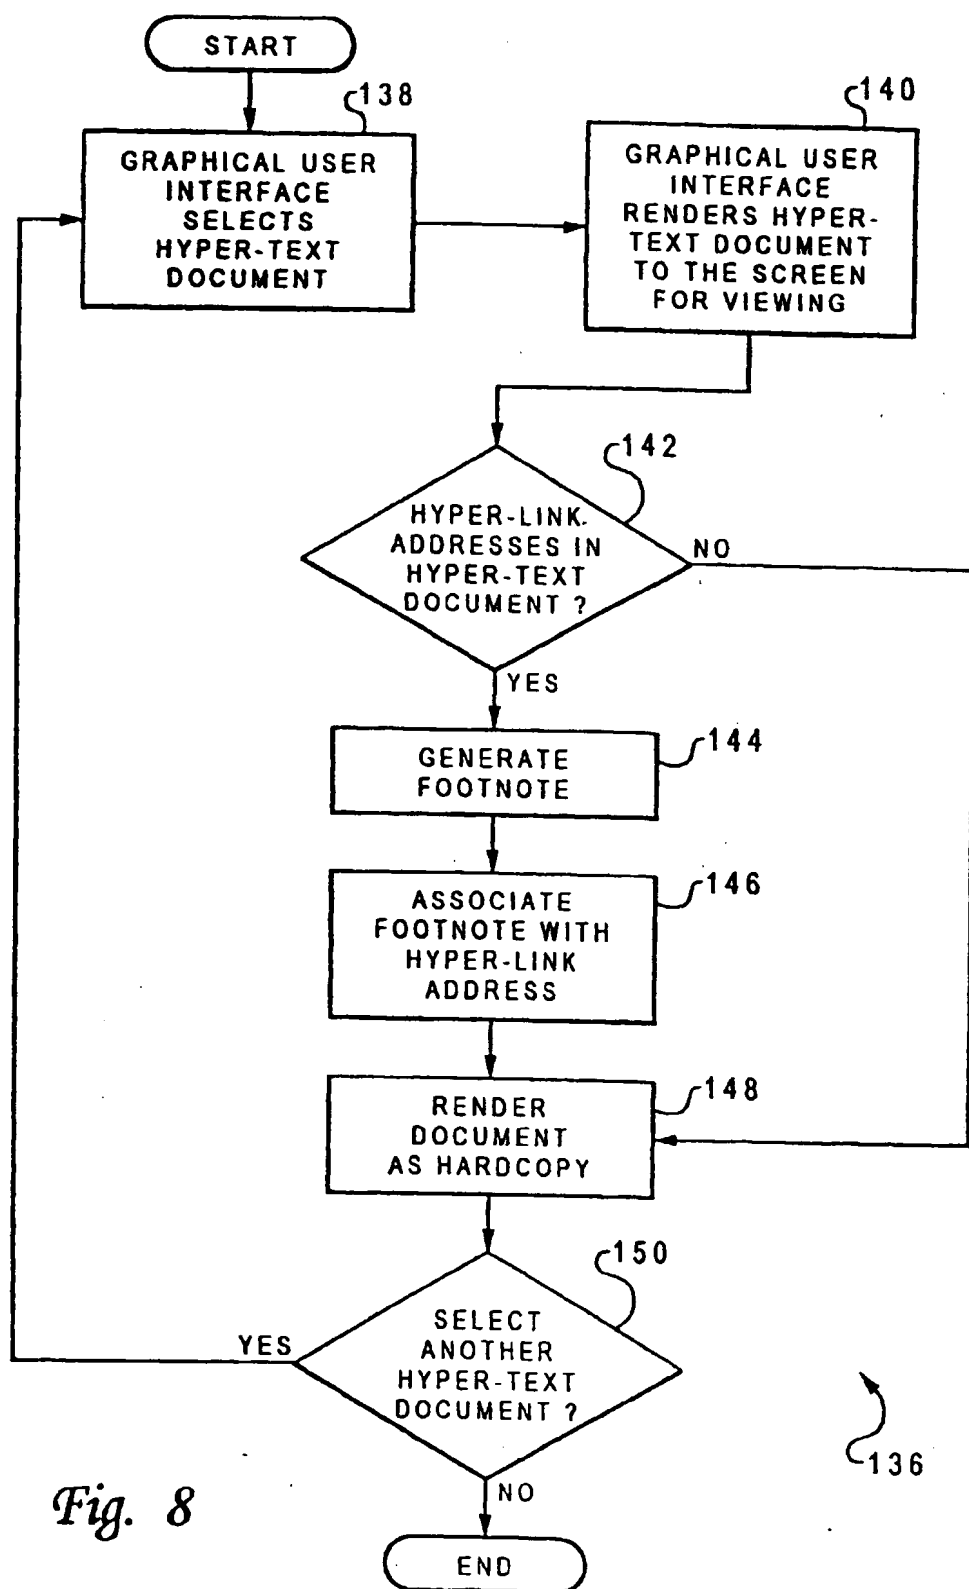 START
138
GRAPHICAL USER
INTERFACE
SELECTS
HYPER-TEXT
DOCUMENT
140
GRAPHICAL USER
INTERFACE
RENDERS HYPER-
TEXT DOCUMENT
TO THE SCREEN
FOR VIEWING
142
HYPER-LINK
ADDRESSES IN
HYPER-TEXT
DOCUMENT ?
NO
YES
144
GENERATE
FOOTNOTE
146
ASSOCIATE
FOOTNOTE WITH
HYPER-LINK
ADDRESS
148
RENDER
DOCUMENT
AS HARDCOPY
150
SELECT
ANOTHER
HYPER-TEXT
DOCUMENT ?
YES
NO
136
Fig. 8
END